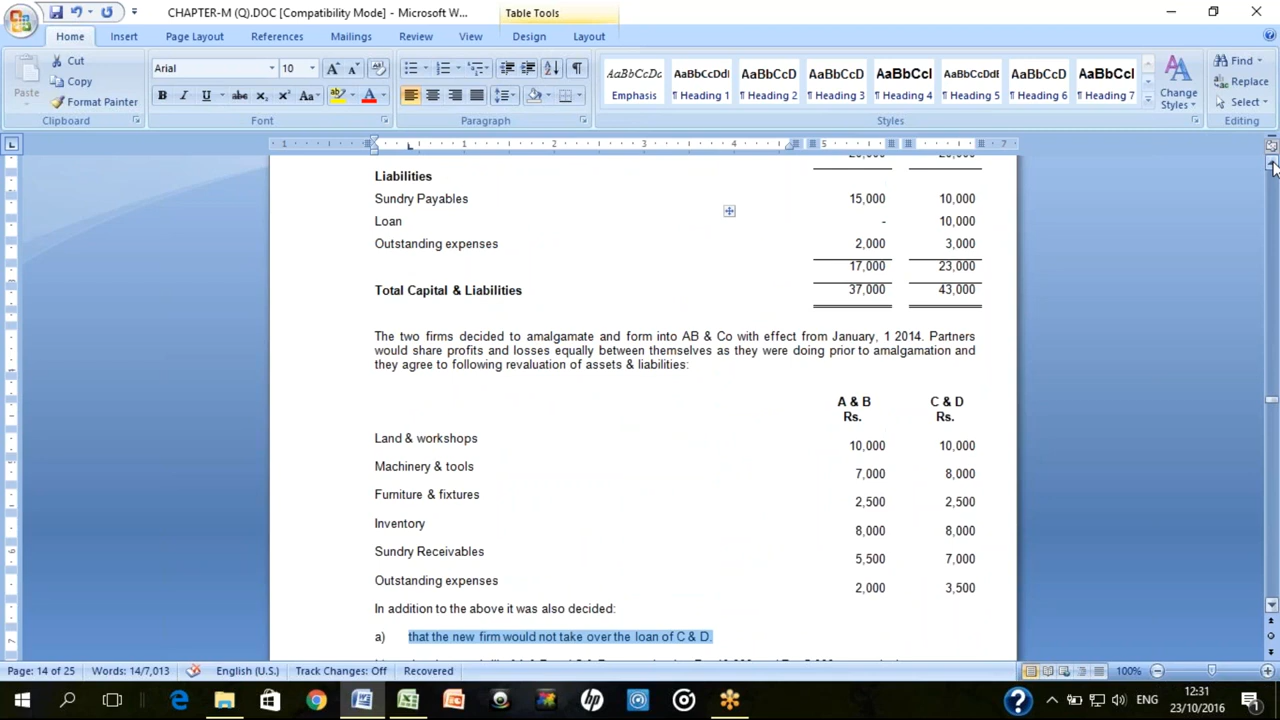 CHAPTER-M (Q).DOC [Compatibility Mode] - Microsoft W...
Table Tools
Home Insert Page Layout References Mailings Review View Design Layout
Paste
Cut
Copy
Format Painter
Clipboard
Arial 10
Font
Paragraph
AaBbCcDc AaBbCcDdI AaBbCcD AaBbCcD AaBbCcI AaBbCcDdE AaBbCcD AaBbCcI
Emphasis ¶ Heading 1 ¶ Heading 2 ¶ Heading 3 ¶ Heading 4 ¶ Heading 5 ¶ Heading 6 ¶ Heading 7
Change Styles
Styles
Find
Replace
Select
Editing
Liabilities
Sundry Payables 15,000 10,000
Loan - 10,000
Outstanding expenses 2,000 3,000
17,000 23,000
Total Capital & Liabilities 37,000 43,000
The two firms decided to amalgamate and form into AB & Co with effect from January, 1 2014. Partners
would share profits and losses equally between themselves as they were doing prior to amalgamation and
they agree to following revaluation of assets & liabilities:
A & B C & D
Rs. Rs.
Land & workshops 10,000 10,000
Machinery & tools 7,000 8,000
Furniture & fixtures 2,500 2,500
Inventory 8,000 8,000
Sundry Receivables 5,500 7,000
Outstanding expenses 2,000 3,500
In addition to the above it was also decided:
a) that the new firm would not take over the loan of C & D.
Page: 14 of 25 Words: 14/7,013 English (U.S.) Track Changes: Off Recovered 100%
ENG
12:31
23/10/2016